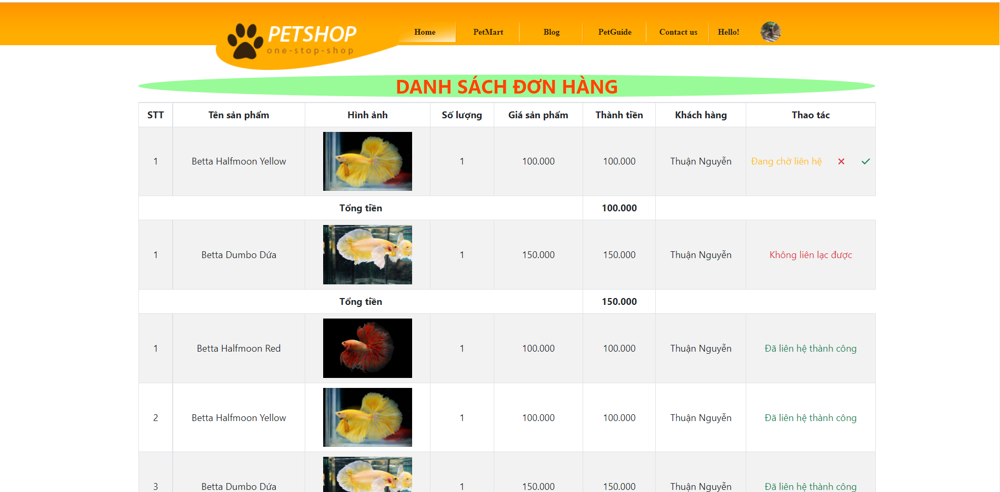 PETSHOP
one-stop-shop
Home PetMart Blog PetGuide Contact us Hello!
DANH SÁCH ĐƠN HÀNG
STT Tên sản phẩm Hình ảnh Số lượng Giá sản phẩm Thành tiền Khách hàng Thao tác
1 Betta Halfmoon Yellow 1 100.000 100.000 Thuận Nguyễn Đang chờ liên hệ
Tổng tiền 100.000
1 Betta Dumbo Dứa 1 150.000 150.000 Thuận Nguyễn Không liên lạc được
Tổng tiền 150.000
1 Betta Halfmoon Red 1 100.000 100.000 Thuận Nguyễn Đã liên hệ thành công
2 Betta Halfmoon Yellow 1 100.000 100.000 Thuận Nguyễn Đã liên hệ thành công
3 Betta Dumbo Dứa 1 150.000 150.000 Thuận Nguyễn Đã liên hệ thành công